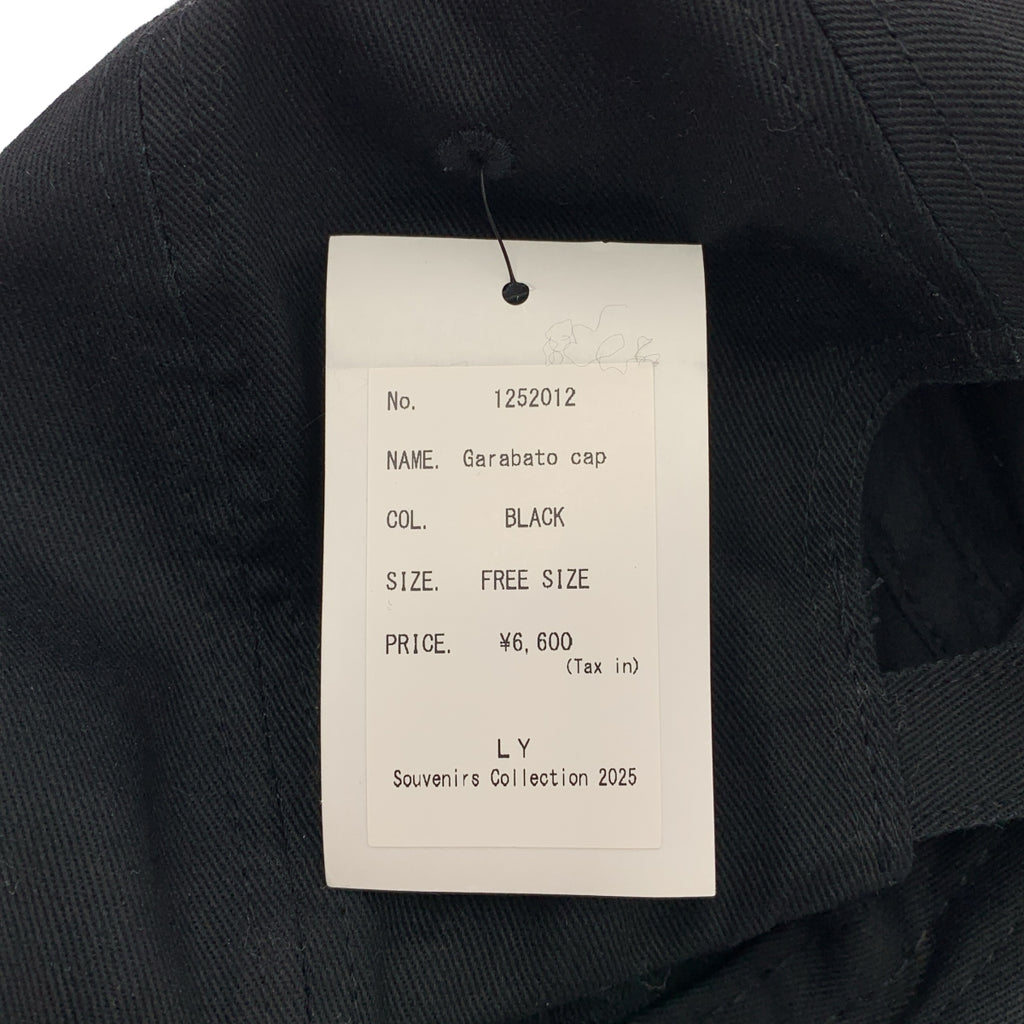 No. 1252012
NAME. Garabato cap
COL. BLACK
SIZE. FREE SIZE
PRICE. ¥6,600
(Tax in)
LY
Souvenirs Collection 2025